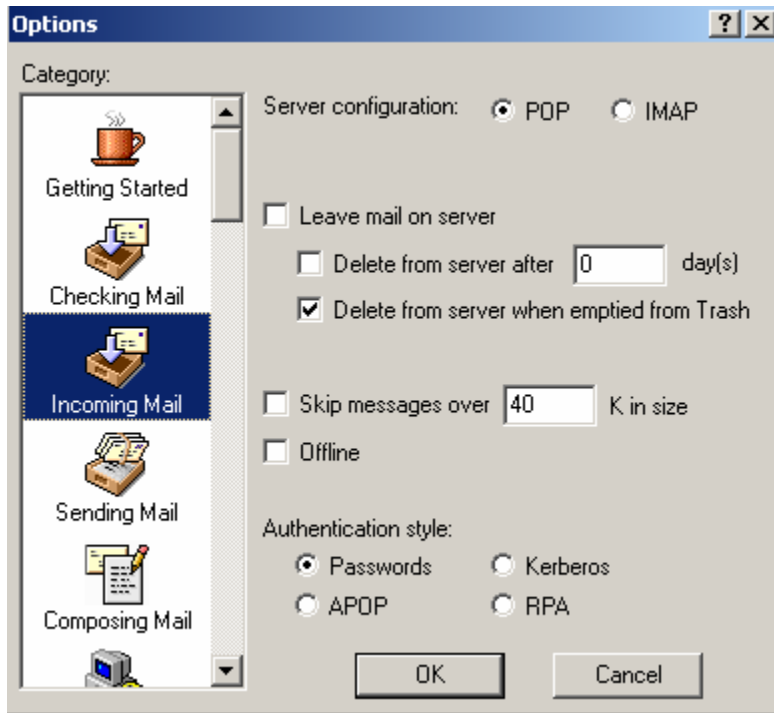 Options
Category:
Getting Started
Checking Mail
Incoming Mail
Sending Mail
Composing Mail
Server configuration: POP IMAP
Leave mail on server
Delete from server after 0 day(s)
Delete from server when emptied from Trash
Skip messages over 40 K in size
Offline
Authentication style:
Passwords Kerberos
APOP RPA
OK Cancel